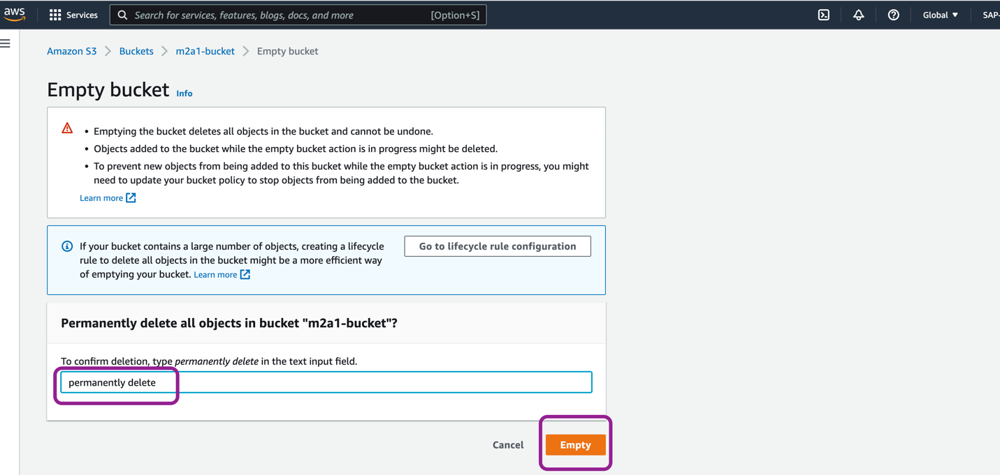 aws
Services
Search for services, features, blogs, docs, and more
[Option+S]
Global ▼
SAP-
Amazon S3 > Buckets > m2a1-bucket > Empty bucket
Empty bucket Info
• Emptying the bucket deletes all objects in the bucket and cannot be undone.
• Objects added to the bucket while the empty bucket action is in progress might be deleted.
• To prevent new objects from being added to this bucket while the empty bucket action is in progress, you might
need to update your bucket policy to stop objects from being added to the bucket.
Learn more
If your bucket contains a large number of objects, creating a lifecycle
rule to delete all objects in the bucket might be a more efficient way
of emptying your bucket. Learn more
Go to lifecycle rule configuration
Permanently delete all objects in bucket "m2a1-bucket"?
To confirm deletion, type permanently delete in the text input field.
permanently delete
Cancel
Empty